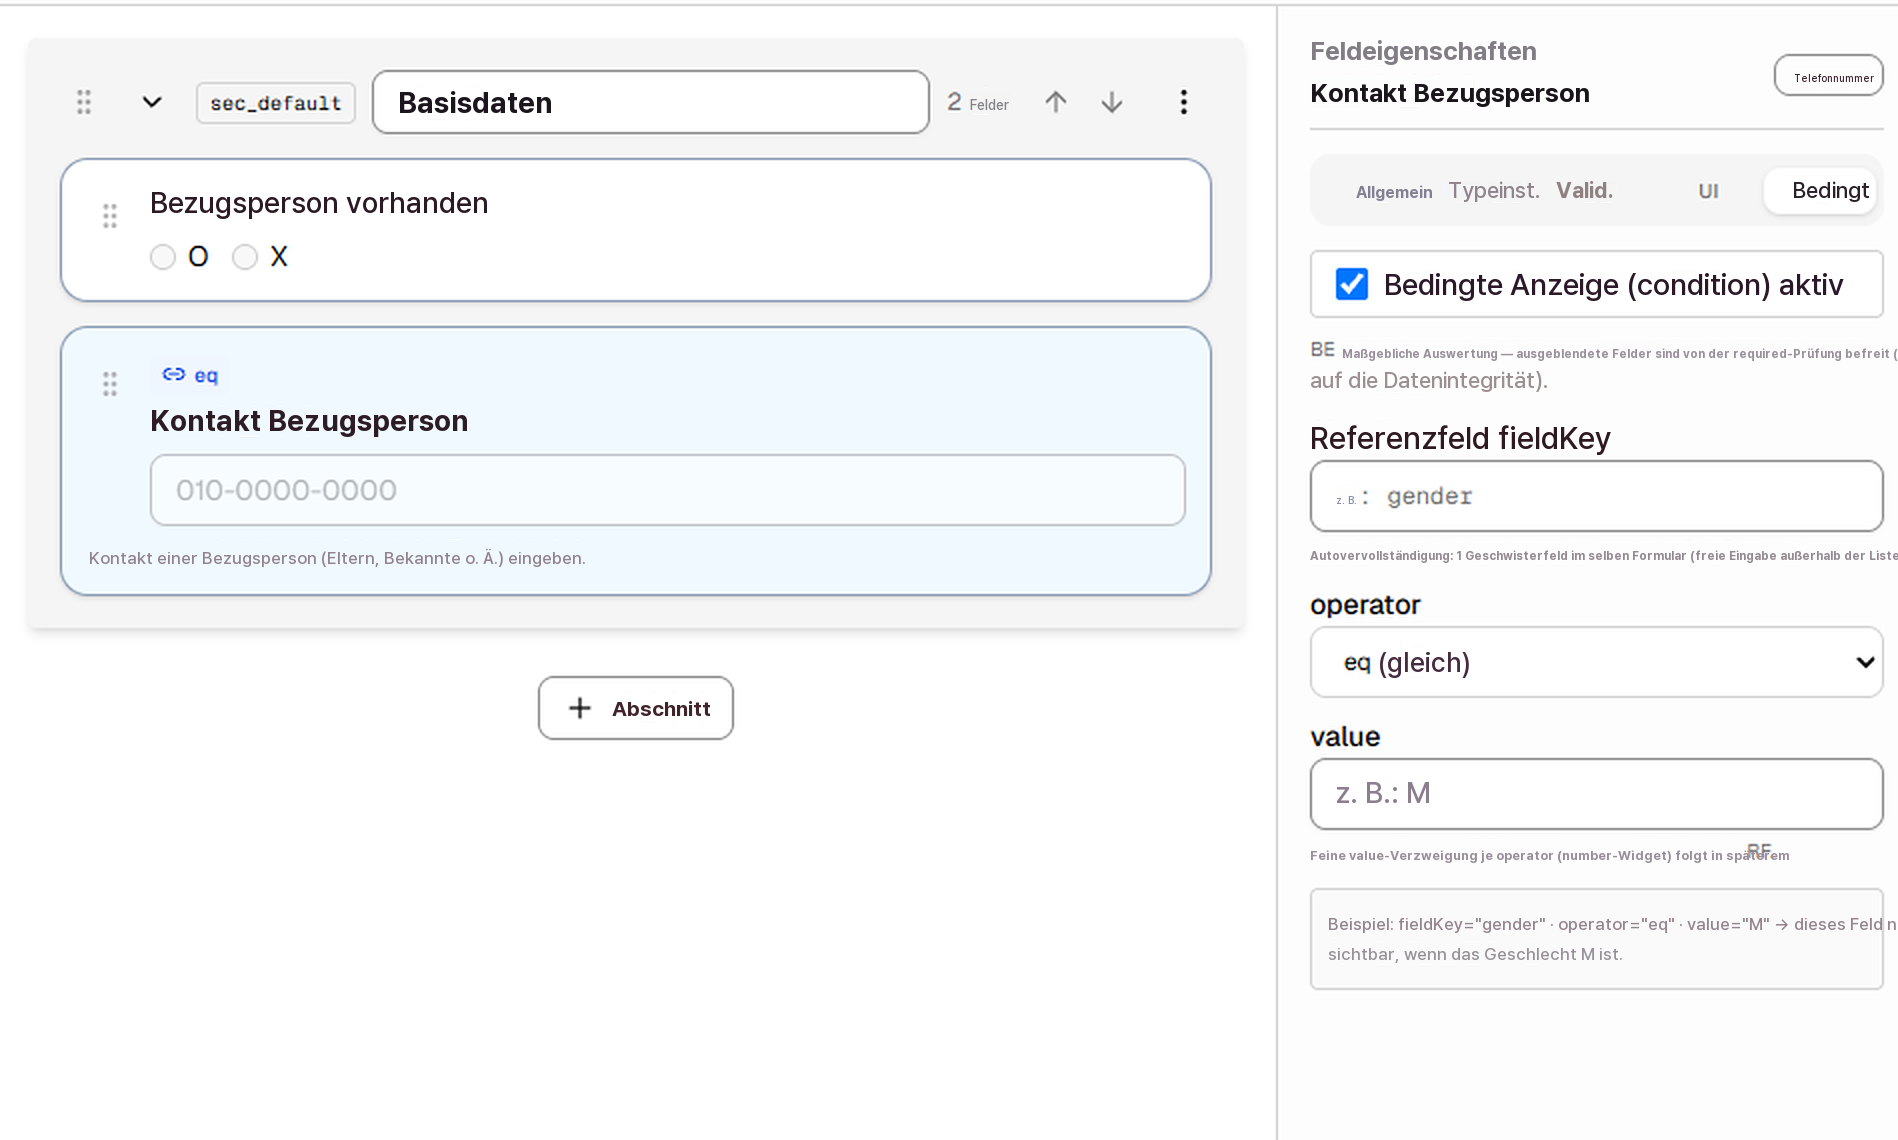 sec_default
Basisdaten
2 Felder
Bezugsperson vorhanden
O X
eq
Kontakt Bezugsperson
010-0000-0000
Kontakt einer Bezugsperson (Eltern, Bekannte o. Ä.) eingeben.
+ Abschnitt
Feldeigenschaften
Kontakt Bezugsperson
Telefonnummer
Allgemein Typeinst. Valid. UI Bedingt
Bedingte Anzeige (condition) aktiv
BE Maßgebliche Auswertung — ausgeblendete Felder sind von der required-Prüfung befreit (
auf die Datenintegrität).
Referenzfeld fieldKey
z. B. : gender
Autovervollständigung: 1 Geschwisterfeld im selben Formular (freie Eingabe außerhalb der Liste
operator
eq (gleich)
value
z. B.: M
Feine value-Verzweigung je operator (number-Widget) folgt in späterem
RF
Beispiel: fieldKey="gender" · operator="eq" · value="M" → dieses Feld n
sichtbar, wenn das Geschlecht M ist.